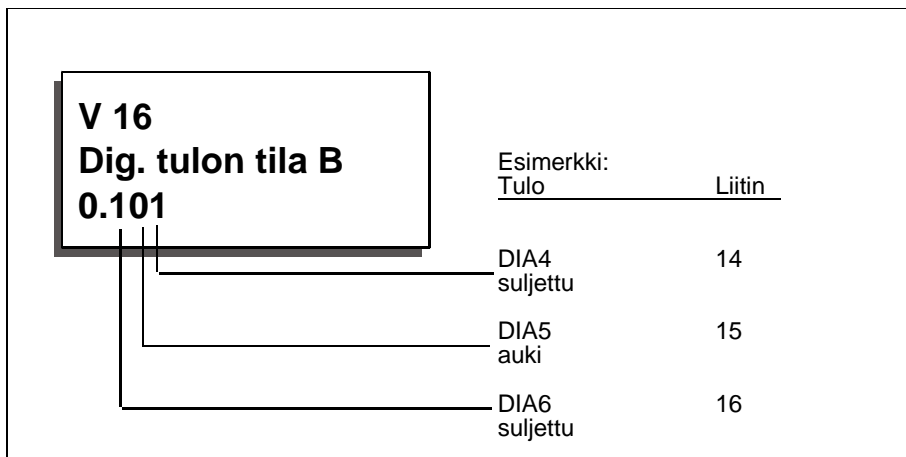 V 16
Dig. tulon tila B
0.101
Esimerkki:
Tulo Liitin
DIA4 14
suljettu
DIA5 15
auki
DIA6 16
suljettu